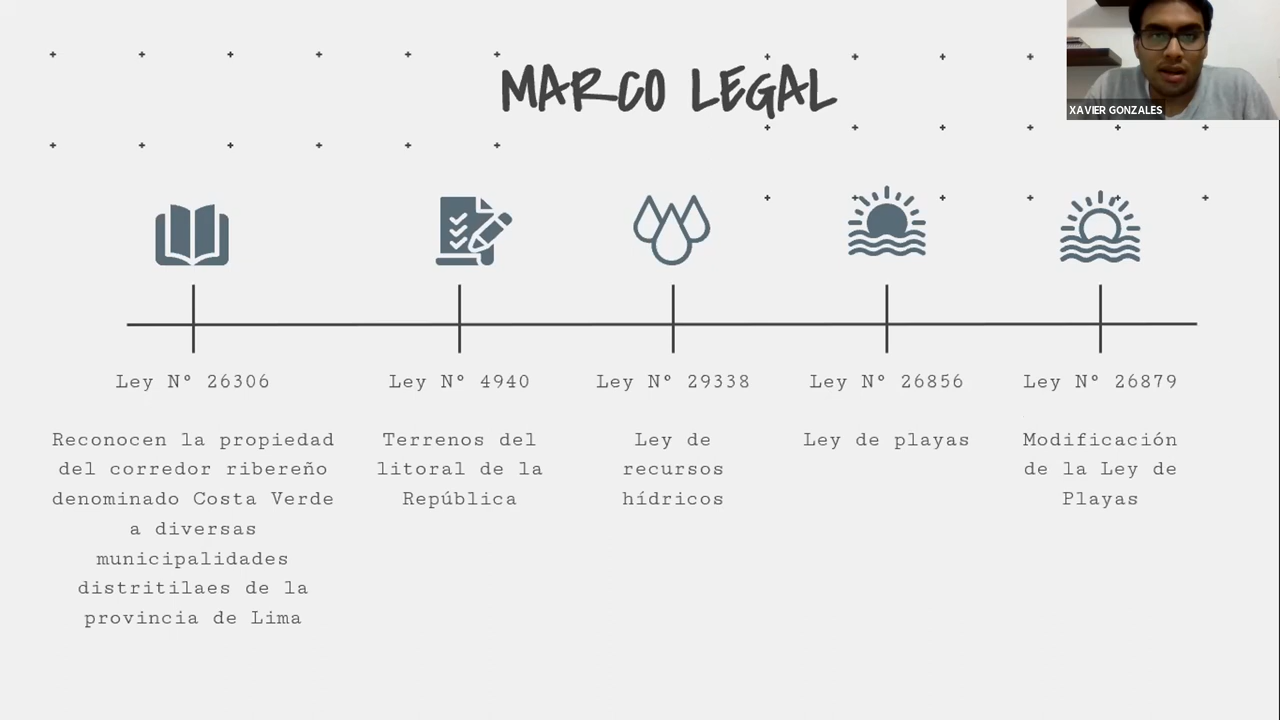 MARCO LEGAL
XAVIER GONZALES
Ley N° 26306
Reconocen la propiedad
del corredor ribereño
denominado Costa Verde
a diversas
municipalidades
distritilaes de la
provincia de Lima
Ley N° 4940
Terrenos del
litoral de la
República
Ley N° 29338
Ley de
recursos
hídricos
Ley N° 26856
Ley de playas
Ley N° 26879
Modificación
de la Ley de
Playas